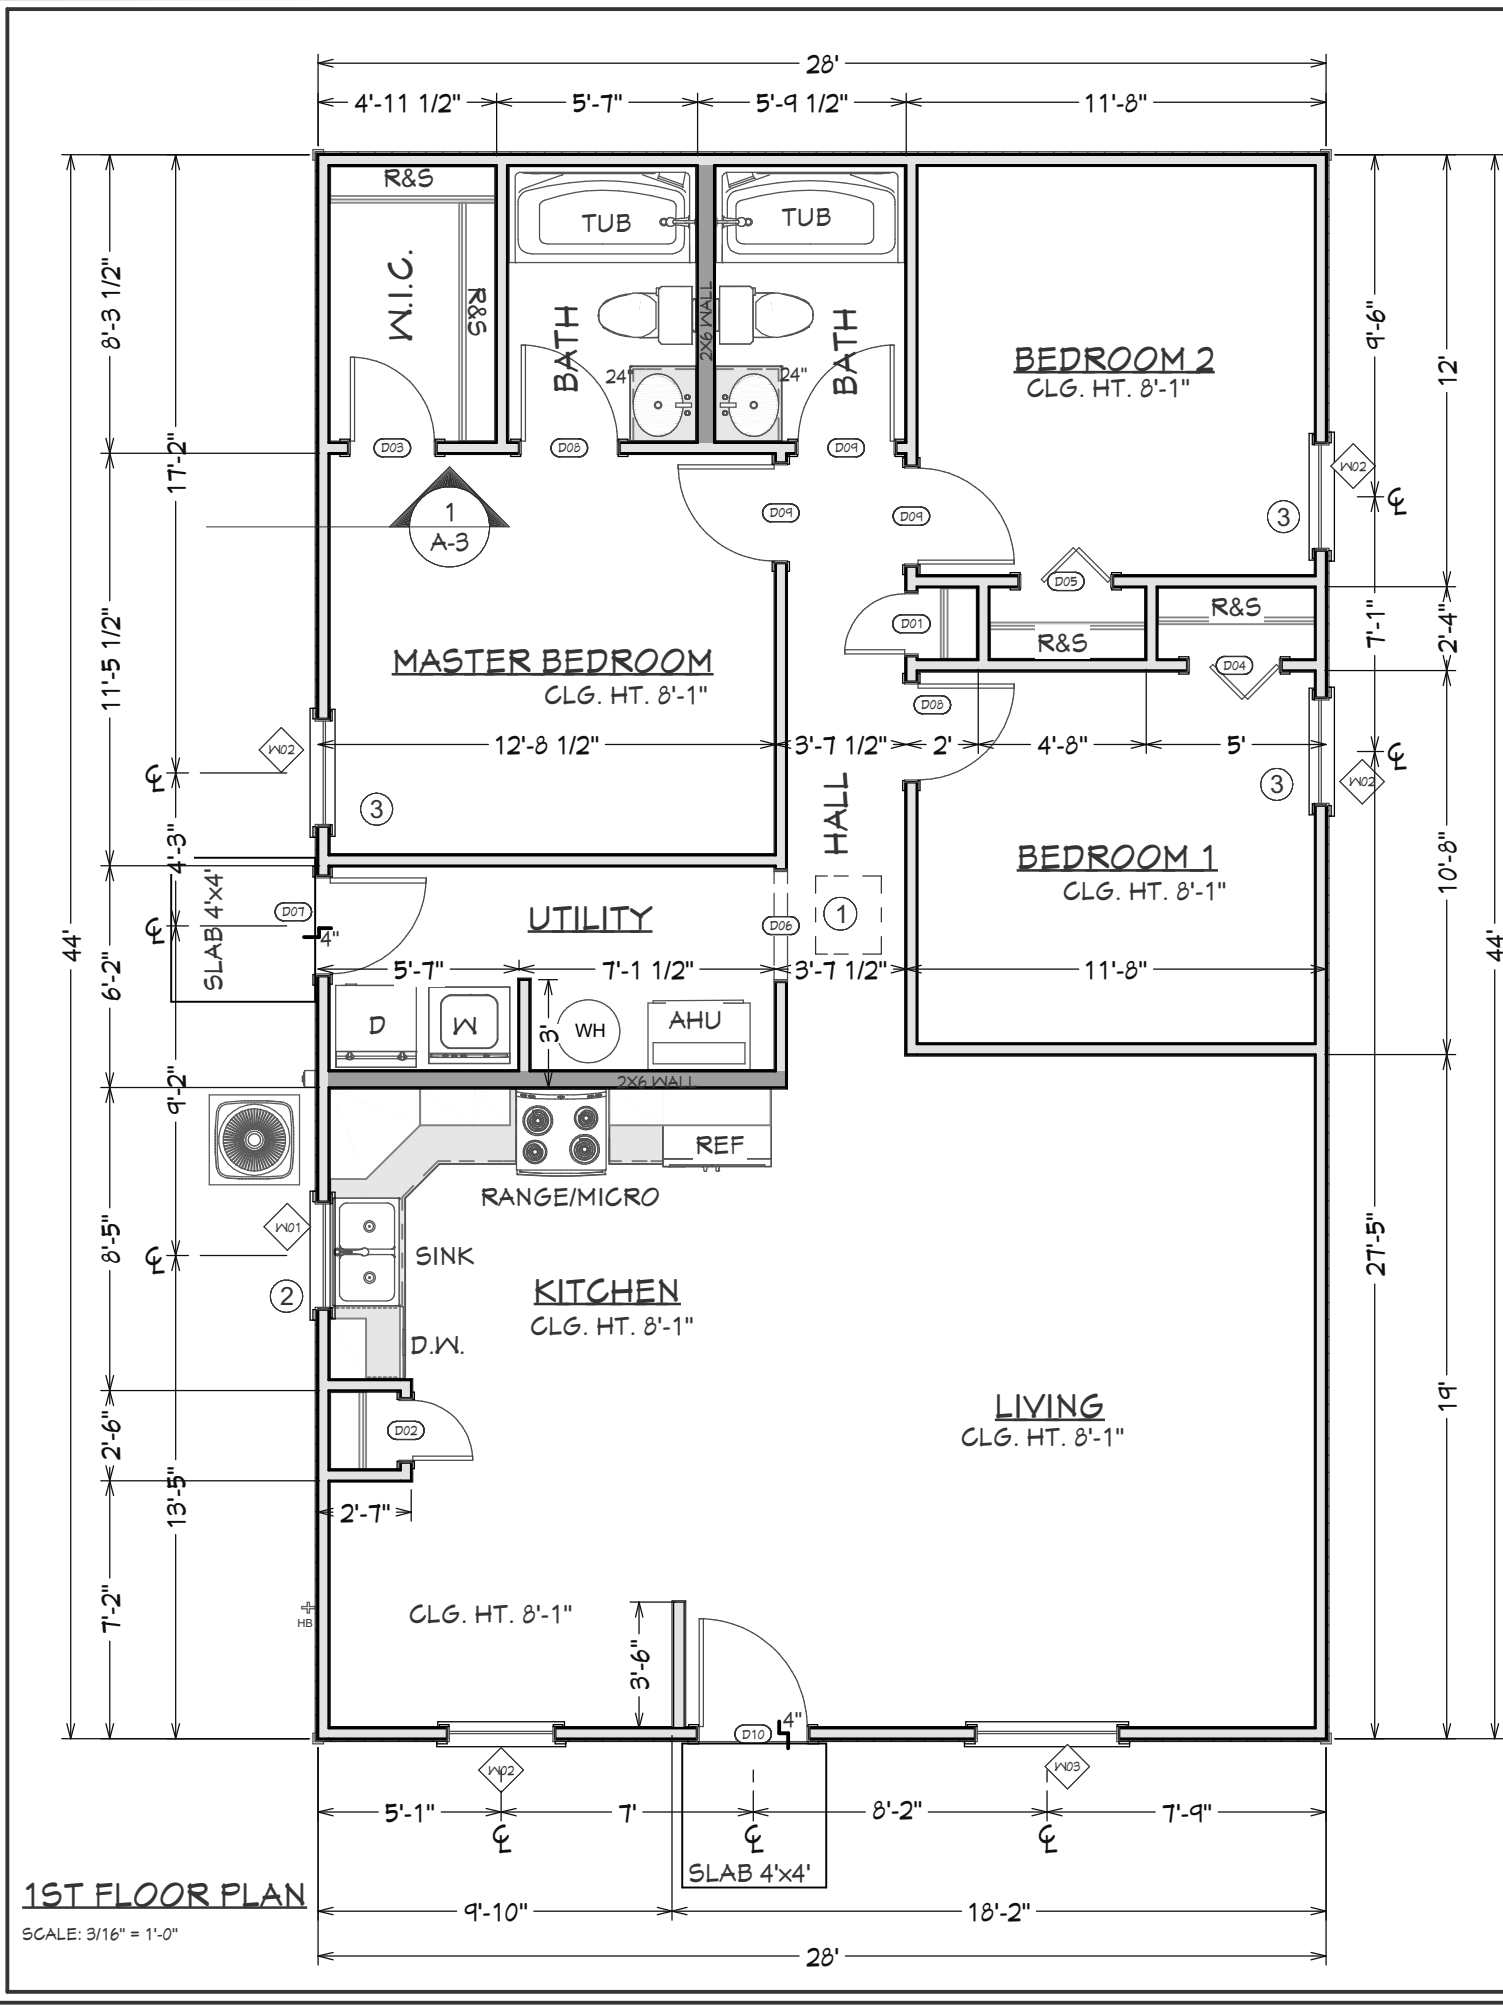 28'
4'-11 1/2"
5'-7"
5'-9 1/2"
11'-8"
R&S
TUB
TUB
W.I.C.
R&S
BATH
2X6 WALL
BATH
24"
24"
8'-3 1/2"
17'-2"
9'-6"
12'
BEDROOM 2
CLG. HT. 8'-1"
D03
D08
D09
W02
℄
3
1
A-3
D09
D09
D05
R&S
R&S
D01
D04
7'-1"
2'-4"
11'-5 1/2"
MASTER BEDROOM
CLG. HT. 8'-1"
D08
W02
℄
12'-8 1/2"
3'-7 1/2"
2'
4'-8"
5'
℄
W02
3
3
HALL
4'-3"
BEDROOM 1
CLG. HT. 8'-1"
10'-8"
SLAB 4'x4'
D07
℄
4"
UTILITY
D06
1
44'
44'
6'-2"
5'-7"
7'-1 1/2"
3'-7 1/2"
11'-8"
D
W
3'
WH
AHU
2X6 WALL
9'-2"
REF
RANGE/MICRO
W01
8'-5"
℄
SINK
27'-5"
2
KITCHEN
CLG. HT. 8'-1"
D.W.
19'
D02
2'-6"
LIVING
CLG. HT. 8'-1"
13'-5"
2'-7"
7'-2"
HB
CLG. HT. 8'-1"
3'-6"
D10
4"
W02
W03
5'-1"
7'
8'-2"
7'-9"
℄
℄
℄
SLAB 4'x4'
1ST FLOOR PLAN
9'-10"
18'-2"
SCALE: 3/16" = 1'-0"
28'